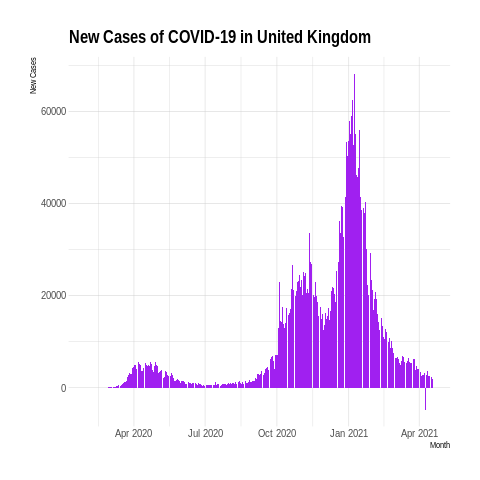 New Cases of COVID-19 in United Kingdom
New Cases
60000
40000
20000
0
Apr 2020 Jul 2020 Oct 2020 Jan 2021 Apr 2021
Month